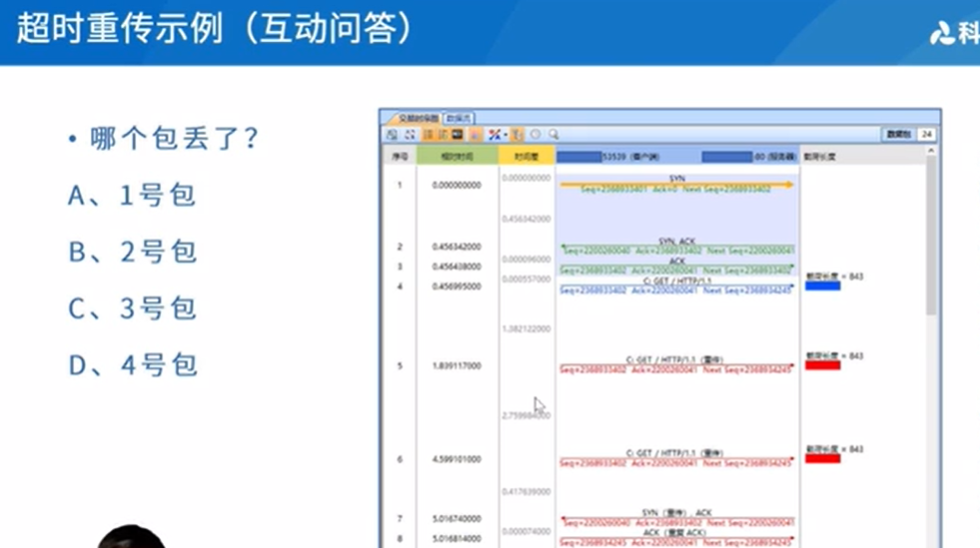 超时重传示例（互动问答）
科
• 哪个包丢了？
A、1号包
B、2号包
C、3号包
D、4号包
交易时序图 数据流
数据包 24
序号 相对时间 时间差 53539 (客户端) :80 (服务器) 载荷长度
0.000000000
1 0.000000000 SYN
Seq=2368933401 Ack=0 Next Seq=2368933402
0.456342000
2 0.456342000 SYN, ACK
Seq=2200260040 Ack=2368933402 Next Seq=2200260041
0.000096000
3 0.456438000 ACK
Seq=2368933402 Ack=2200260041 Next Seq=2368933402
0.000557000
4 0.456995000 C: GET / HTTP/1.1 载荷长度 = 843
Seq=2368933402 Ack=2200260041 Next Seq=2368934245
1.382122000
5 1.839117000 C: GET / HTTP/1.1 (重传) 载荷长度 = 843
Seq=2368933402 Ack=2200260041 Next Seq=2368934245
2.759984000
6 4.599101000 C: GET / HTTP/1.1 (重传) 载荷长度 = 843
Seq=2368933402 Ack=2200260041 Next Seq=2368934245
0.417639000
7 5.016740000 SYN (重传) , ACK
Seq=2200260040 Ack=2368933402 Next Seq=2200260041
0.000074000
8 5.016814000 ACK (重复 ACK)
Seq=2368934245 Ack=2200260041 Next Seq=2368934245